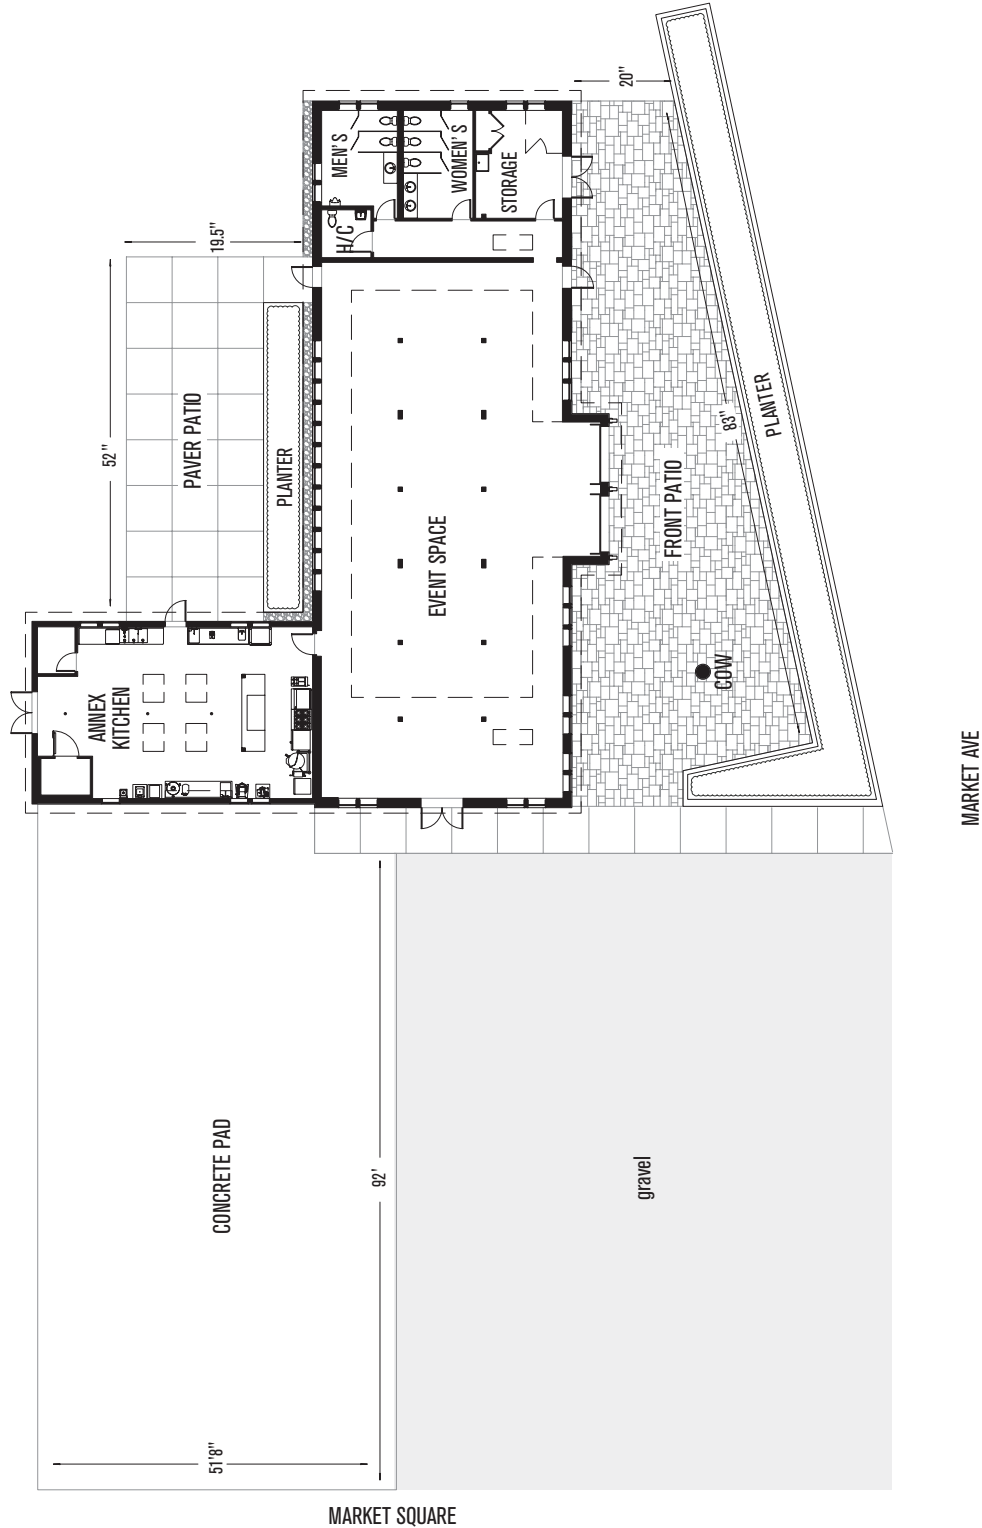 20"
MEN'S
WOMEN'S
STORAGE
H/C
19.5"
52"
PAVER PATIO
PLANTER
EVENT SPACE
FRONT PATIO
83"
PLANTER
COW
ANNEX
KITCHEN
MARKET AVE
CONCRETE PAD
92'
gravel
51'8"
MARKET SQUARE